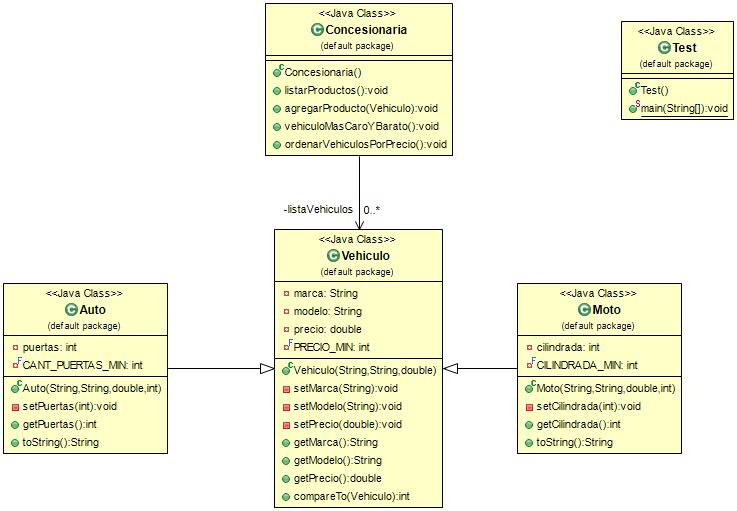 <<Java Class>>
Concesionaria
(default package)
Concesionaria()
listarProductos():void
agregarProducto(Vehiculo):void
vehiculoMasCaroYBarato():void
ordenarVehiculosPorPrecio():void
<<Java Class>>
Test
(default package)
Test()
main(String[]):void
-listaVehiculos 0..*
<<Java Class>>
Vehiculo
(default package)
marca: String
modelo: String
precio: double
PRECIO_MIN: int
Vehiculo(String,String,double)
setMarca(String):void
setModelo(String):void
setPrecio(double):void
getMarca():String
getModelo():String
getPrecio():double
compareTo(Vehiculo):int
<<Java Class>>
Auto
(default package)
puertas: int
CANT_PUERTAS_MIN: int
Auto(String,String,double,int)
setPuertas(int):void
getPuertas():int
toString():String
<<Java Class>>
Moto
(default package)
cilindrada: int
CILINDRADA_MIN: int
Moto(String,String,double,int)
setCilindrada(int):void
getCilindrada():int
toString():String